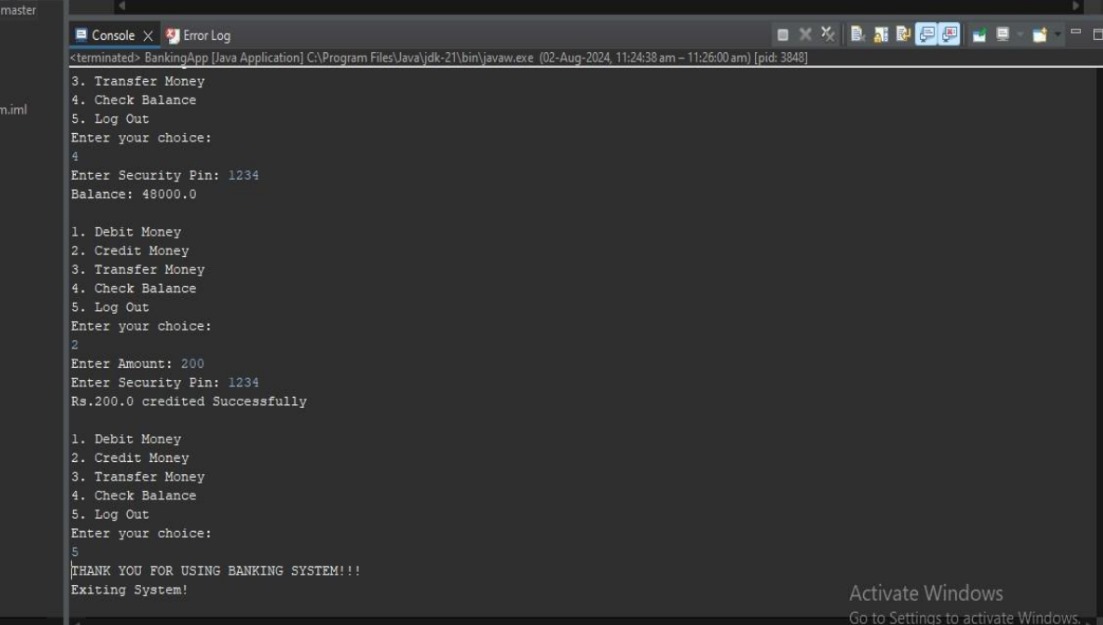 master
Console
Error Log
<terminated> BankingApp [Java Application] C:\Program Files\Java\jdk-21\bin\javaw.exe (02-Aug-2024, 11:24:38 am – 11:26:00 am) [pid: 3848]
3. Transfer Money
m.iml
4. Check Balance
5. Log Out
Enter your choice:
4
Enter Security Pin: 1234
Balance: 48000.0
1. Debit Money
2. Credit Money
3. Transfer Money
4. Check Balance
5. Log Out
Enter your choice:
2
Enter Amount: 200
Enter Security Pin: 1234
Rs.200.0 credited Successfully
1. Debit Money
2. Credit Money
3. Transfer Money
4. Check Balance
5. Log Out
Enter your choice:
5
THANK YOU FOR USING BANKING SYSTEM!!!
Exiting System!
Activate Windows
Go to Settings to activate Windows.